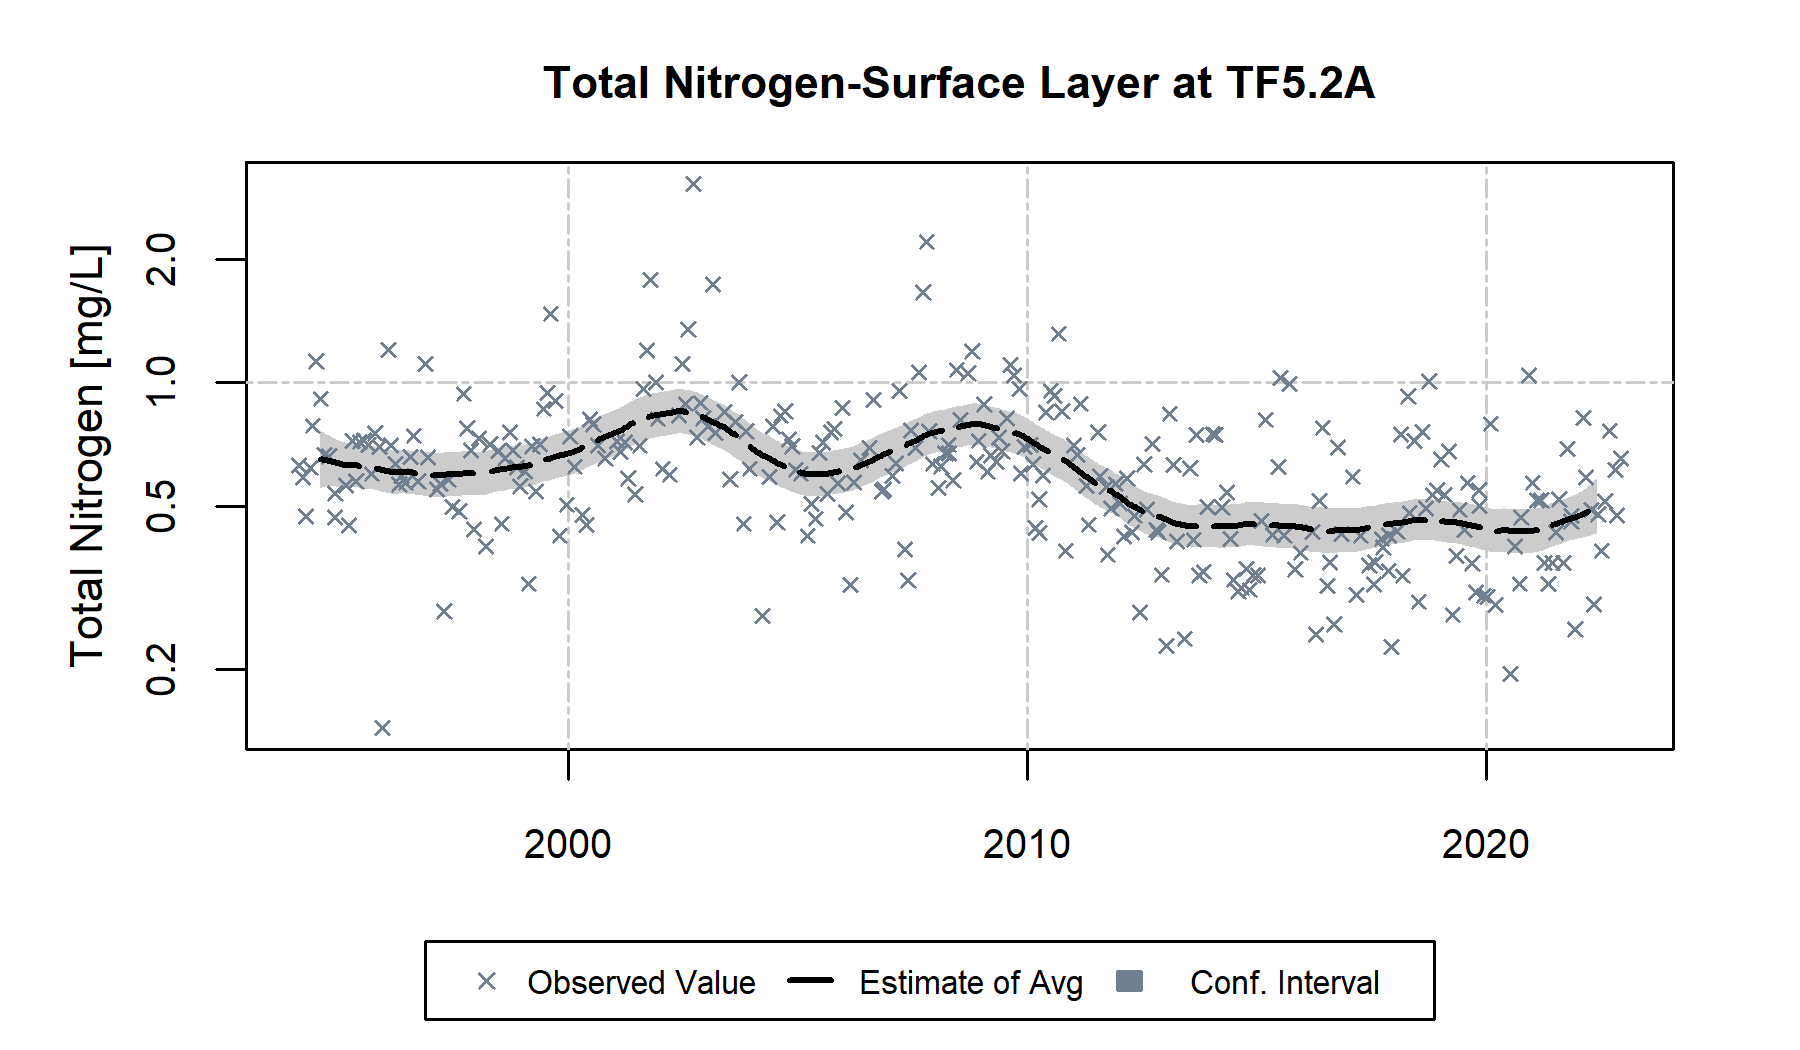 Total Nitrogen-Surface Layer at TF5.2A
Total Nitrogen [mg/L]
2.0
1.0
0.5
0.2
2000 2010 2020
Observed Value Estimate of Avg Conf. Interval